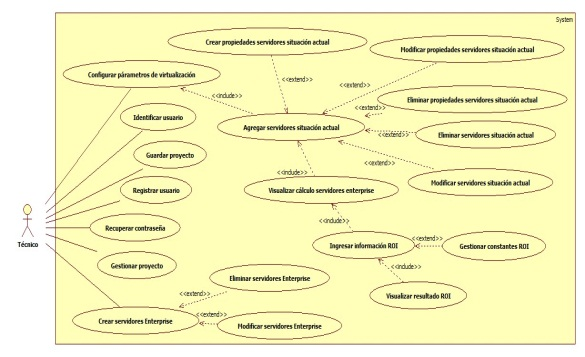 System
Crear propiedades servidores situación actual
Modificar propiedades servidores situación actual
Configurar párametros de virtualización
<<extend>>
<<extend>>
<<include>>
Eliminar propiedades servidores situación actual
<<extend>>
Identificar usuario
Agregar servidores situación actual
<<extend>>
Eliminar servidores situación actual
Guardar proyecto
<<extend>>
<<include>>
Registrar usuario
Visualizar cálculo servidores enterprise
Modificar servidores situación actual
<<include>>
Técnico
Recuperar contraseña
Ingresar información ROI
<<extend>>
Gestionar constantes ROI
Gestionar proyecto
<<include>>
Eliminar servidores Enterprise
<<extend>>
Visualizar resultado ROI
Crear servidores Enterprise
<<extend>>
Modificar servidores Enterprise